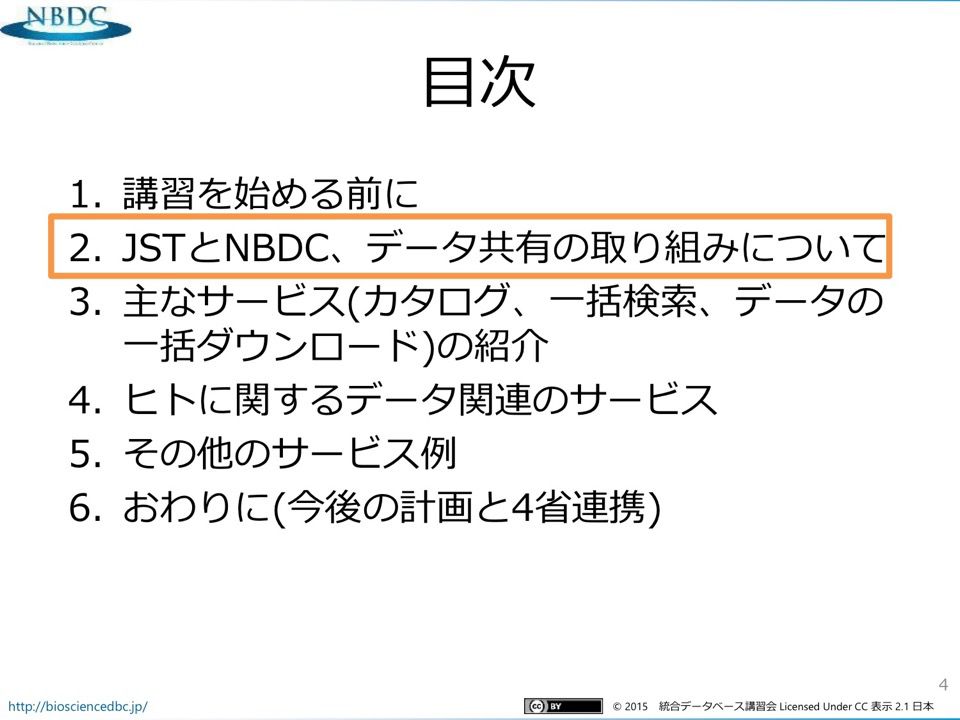 NBDC
目次
1. 講習を始める前に
2. JSTとNBDC、データ共有の取り組みについて
3. 主なサービス(カタログ、一括検索、データの
一括ダウンロード)の紹介
4. ヒトに関するデータ関連のサービス
5. その他のサービス例
6. おわりに(今後の計画と4省連携)
4
http://biosciencedbc.jp/
cc BY © 2015 統合データベース講習会 Licensed Under CC 表示 2.1 日本